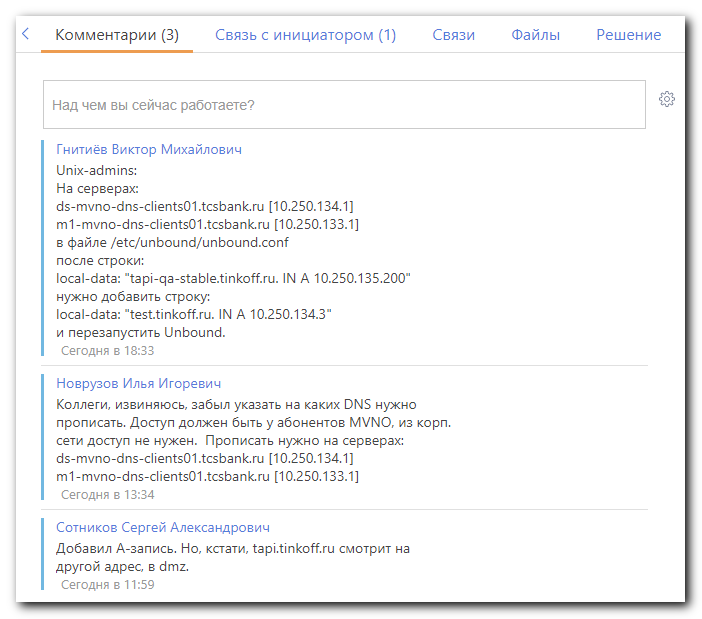 Комментарии (3) Связь с инициатором (1) Связи Файлы Решение
Над чем вы сейчас работаете?
Гнитиёв Виктор Михайлович
Unix-admins:
На серверах:
ds-mvno-dns-clients01.tcsbank.ru [10.250.134.1]
m1-mvno-dns-clients01.tcsbank.ru [10.250.133.1]
в файле /etc/unbound/unbound.conf
после строки:
local-data: "tapi-qa-stable.tinkoff.ru. IN A 10.250.135.200"
нужно добавить строку:
local-data: "test.tinkoff.ru. IN A 10.250.134.3"
и перезапустить Unbound.
Сегодня в 18:33
Новрузов Илья Игоревич
Коллеги, извиняюсь, забыл указать на каких DNS нужно
прописать. Доступ должен быть у абонентов MVNO, из корп.
сети доступ не нужен. Прописать нужно на серверах:
ds-mvno-dns-clients01.tcsbank.ru [10.250.134.1]
m1-mvno-dns-clients01.tcsbank.ru [10.250.133.1]
Сегодня в 13:34
Сотников Сергей Александрович
Добавил А-запись. Но, кстати, tapi.tinkoff.ru смотрит на
другой адрес, в dmz.
Сегодня в 11:59